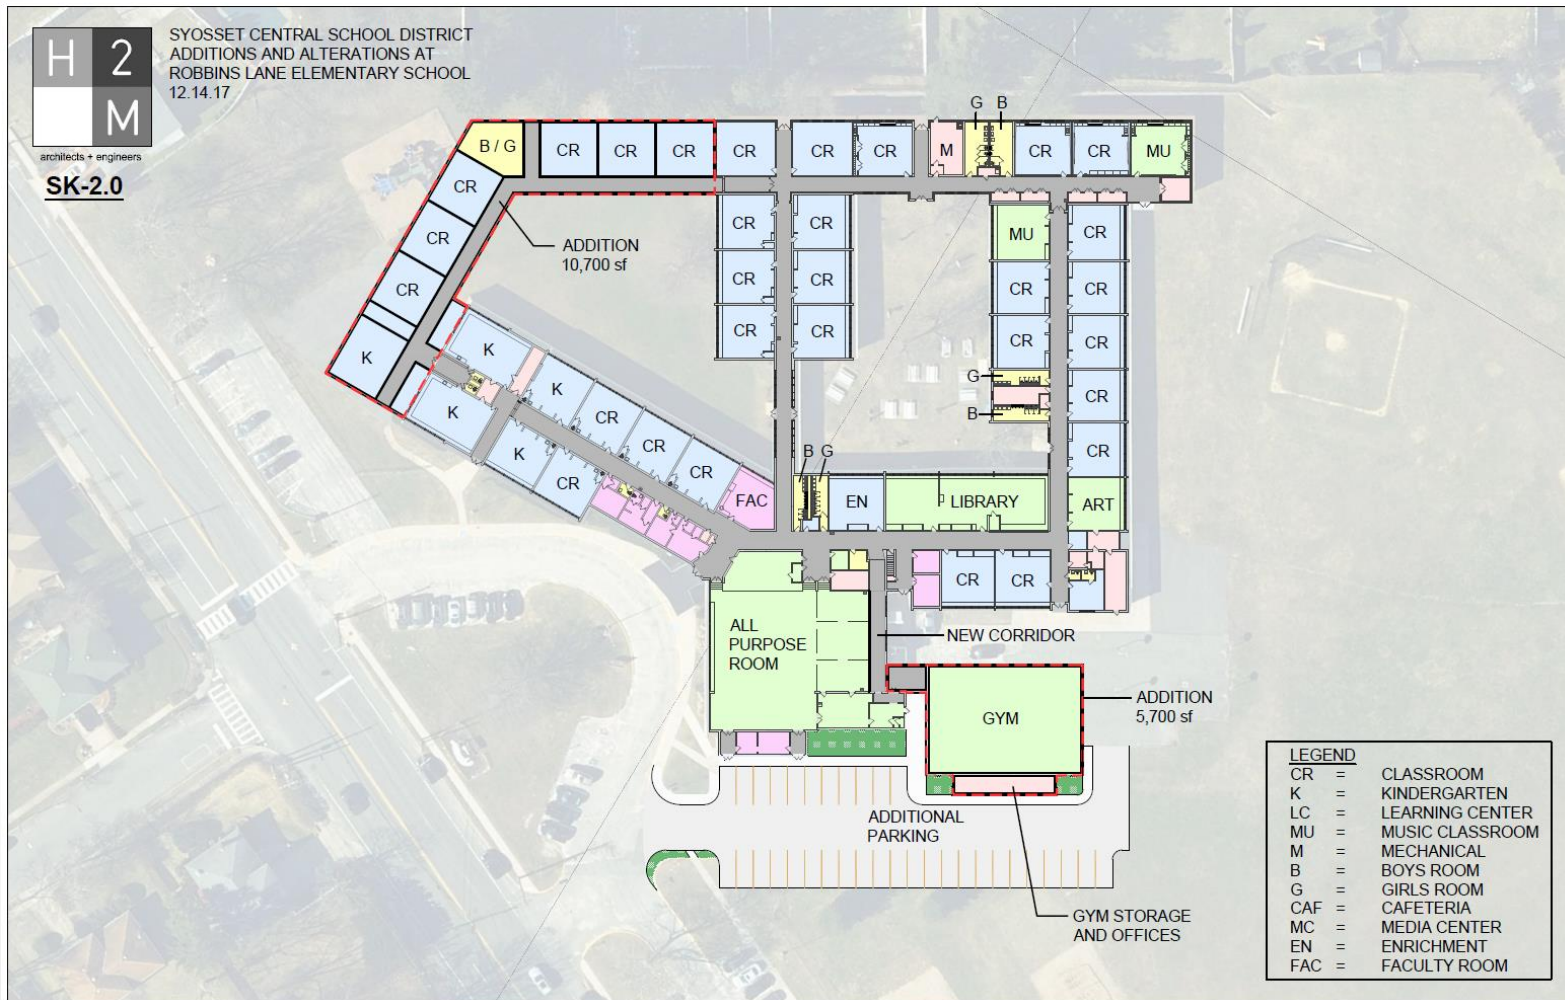 H 2
M
architects + engineers
SK-2.0
SYOSSET CENTRAL SCHOOL DISTRICT
ADDITIONS AND ALTERATIONS AT
ROBBINS LANE ELEMENTARY SCHOOL
12.14.17
G B
B / G
CR
CR
CR
CR
CR
CR
M
CR
CR
MU
CR
CR
CR
K
ADDITION
10,700 sf
CR
CR
MU
CR
CR
CR
CR
CR
CR
CR
CR
CR
G
CR
B
CR
K
K
K
CR
CR
CR
K
CR
FAC
B G
EN
LIBRARY
ART
CR
CR
ALL
PURPOSE
ROOM
NEW CORRIDOR
GYM
ADDITION
5,700 sf
ADDITIONAL
PARKING
GYM STORAGE
AND OFFICES
LEGEND
CR = CLASSROOM
K = KINDERGARTEN
LC = LEARNING CENTER
MU = MUSIC CLASSROOM
M = MECHANICAL
B = BOYS ROOM
G = GIRLS ROOM
CAF = CAFETERIA
MC = MEDIA CENTER
EN = ENRICHMENT
FAC = FACULTY ROOM